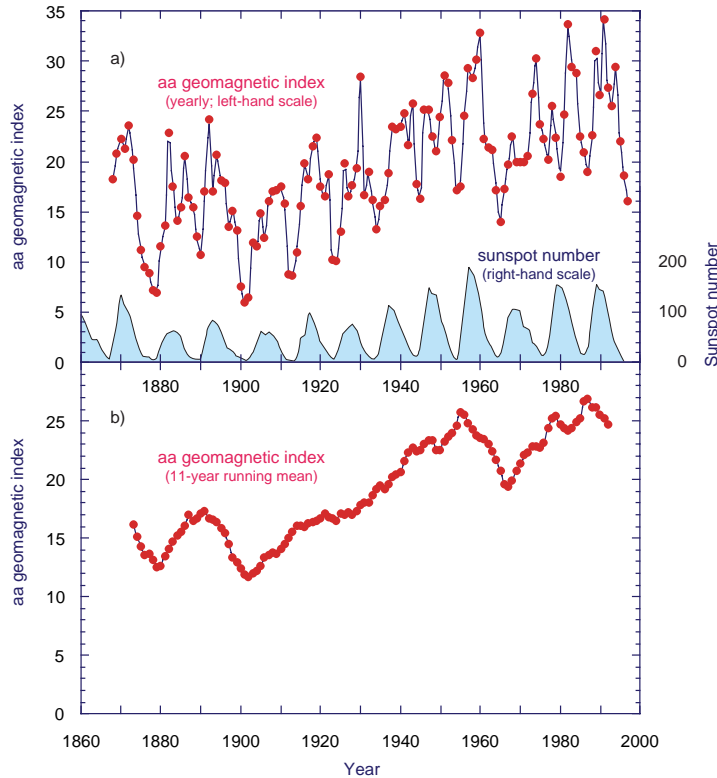 35
30
25
20
15
10
5
0
a)
aa geomagnetic index
(yearly; left-hand scale)
aa geomagnetic index
sunspot number
(right-hand scale)
200
100
0
Sunspot number
1880
1900
1920
1940
1960
1980
25
20
15
10
5
0
b)
aa geomagnetic index
(11-year running mean)
aa geomagnetic index
1860
1880
1900
1920
1940
1960
1980
2000
Year